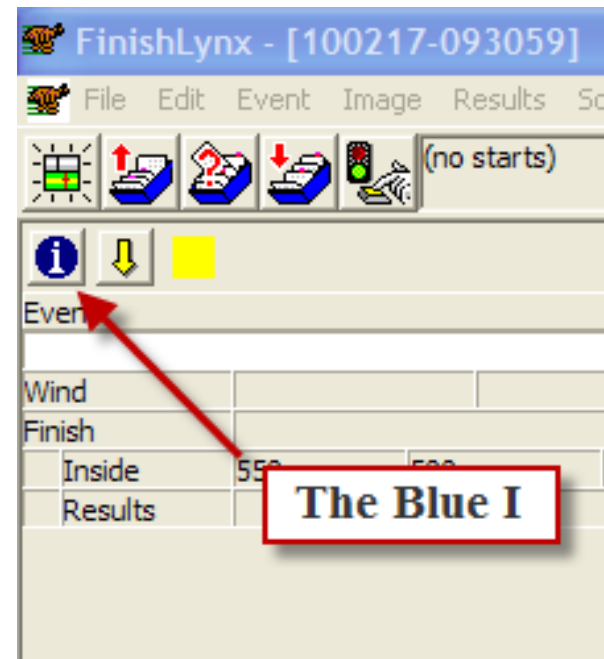 FinishLynx - [100217-093059]
File Edit Event Image Results
(no starts)
Wind
Finish
Inside
Results
The Blue I